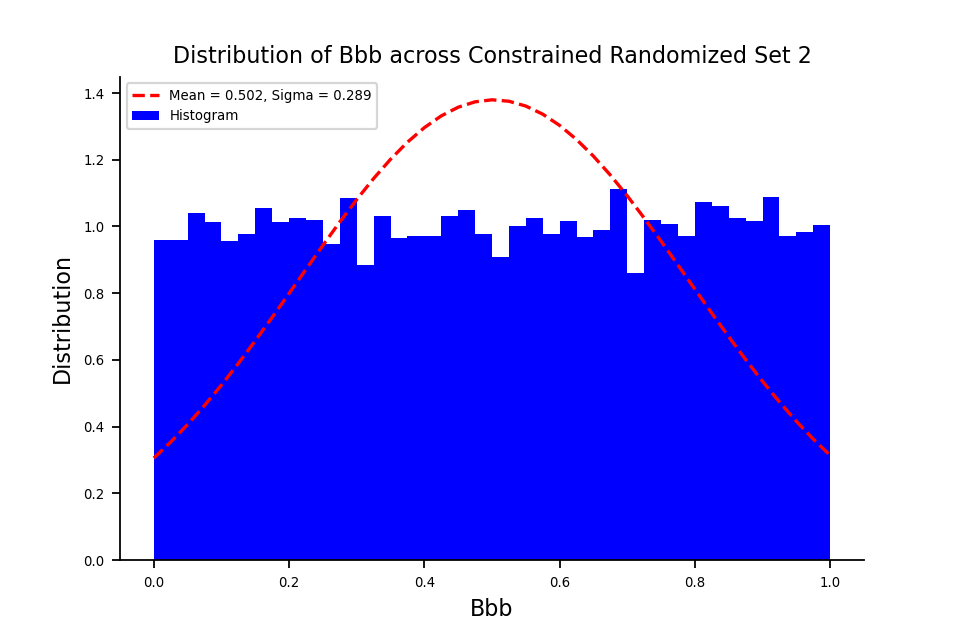 Distribution of Bbb across Constrained Randomized Set 2
Mean = 0.502, Sigma = 0.289
Histogram
Distribution
1.4
1.2
1.0
0.8
0.6
0.4
0.2
0.0
0.0 0.2 0.4 0.6 0.8 1.0
Bbb